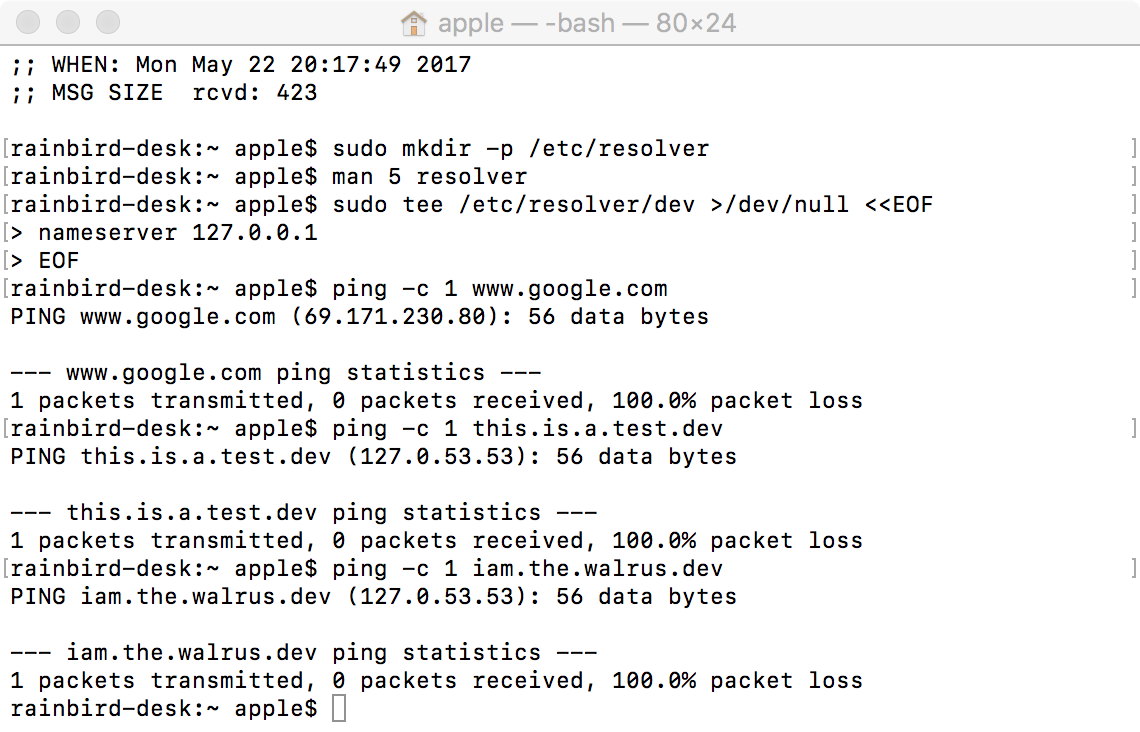 apple — -bash — 80×24
;; WHEN: Mon May 22 20:17:49 2017
;; MSG SIZE  rcvd: 423
[rainbird-desk:~ apple$ sudo mkdir -p /etc/resolver ]
[rainbird-desk:~ apple$ man 5 resolver ]
[rainbird-desk:~ apple$ sudo tee /etc/resolver/dev >/dev/null <<EOF ]
[> nameserver 127.0.0.1 ]
[> EOF ]
[rainbird-desk:~ apple$ ping -c 1 www.google.com ]
PING www.google.com (69.171.230.80): 56 data bytes
--- www.google.com ping statistics ---
1 packets transmitted, 0 packets received, 100.0% packet loss
[rainbird-desk:~ apple$ ping -c 1 this.is.a.test.dev ]
PING this.is.a.test.dev (127.0.53.53): 56 data bytes
--- this.is.a.test.dev ping statistics ---
1 packets transmitted, 0 packets received, 100.0% packet loss
[rainbird-desk:~ apple$ ping -c 1 iam.the.walrus.dev ]
PING iam.the.walrus.dev (127.0.53.53): 56 data bytes
--- iam.the.walrus.dev ping statistics ---
1 packets transmitted, 0 packets received, 100.0% packet loss
rainbird-desk:~ apple$